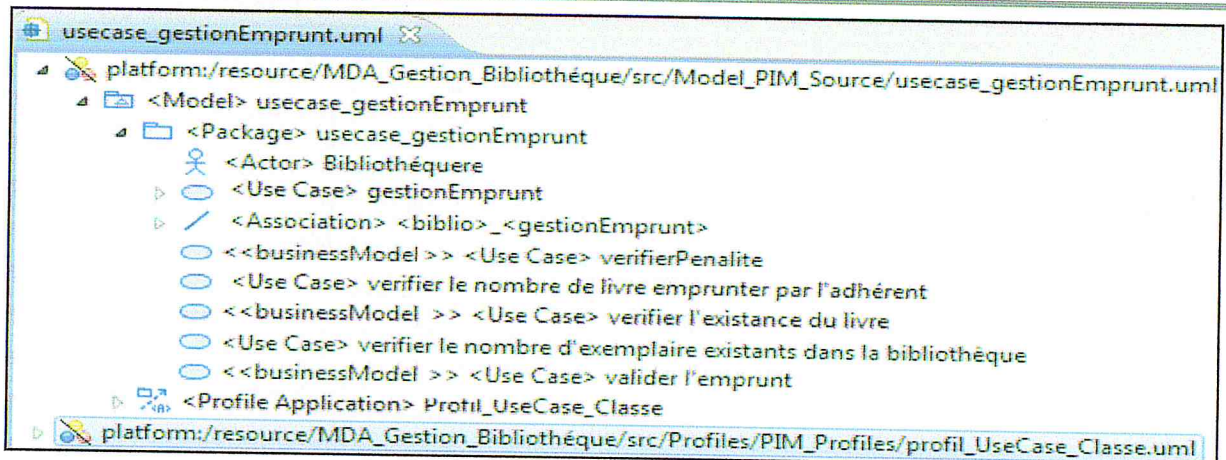 usecase_gestionEmprunt.uml
platform:/resource/MDA_Gestion_Bibliothéque/src/Model_PIM_Source/usecase_gestionEmprunt.uml
<Model> usecase_gestionEmprunt
<Package> usecase_gestionEmprunt
<Actor> Bibliothéquere
<Use Case> gestionEmprunt
<Association> <biblio>_<gestionEmprunt>
<<businessModel>> <Use Case> verifierPenalite
<Use Case> verifier le nombre de livre emprunter par l'adhérent
<<businessModel >> <Use Case> verifier l'existance du livre
<Use Case> verifier le nombre d'exemplaire existants dans la bibliothèque
<<businessModel >> <Use Case> valider l'emprunt
<Profile Application> Profil_UseCase_Classe
platform:/resource/MDA_Gestion_Bibliothéque/src/Profiles/PIM_Profiles/profil_UseCase_Classe.uml